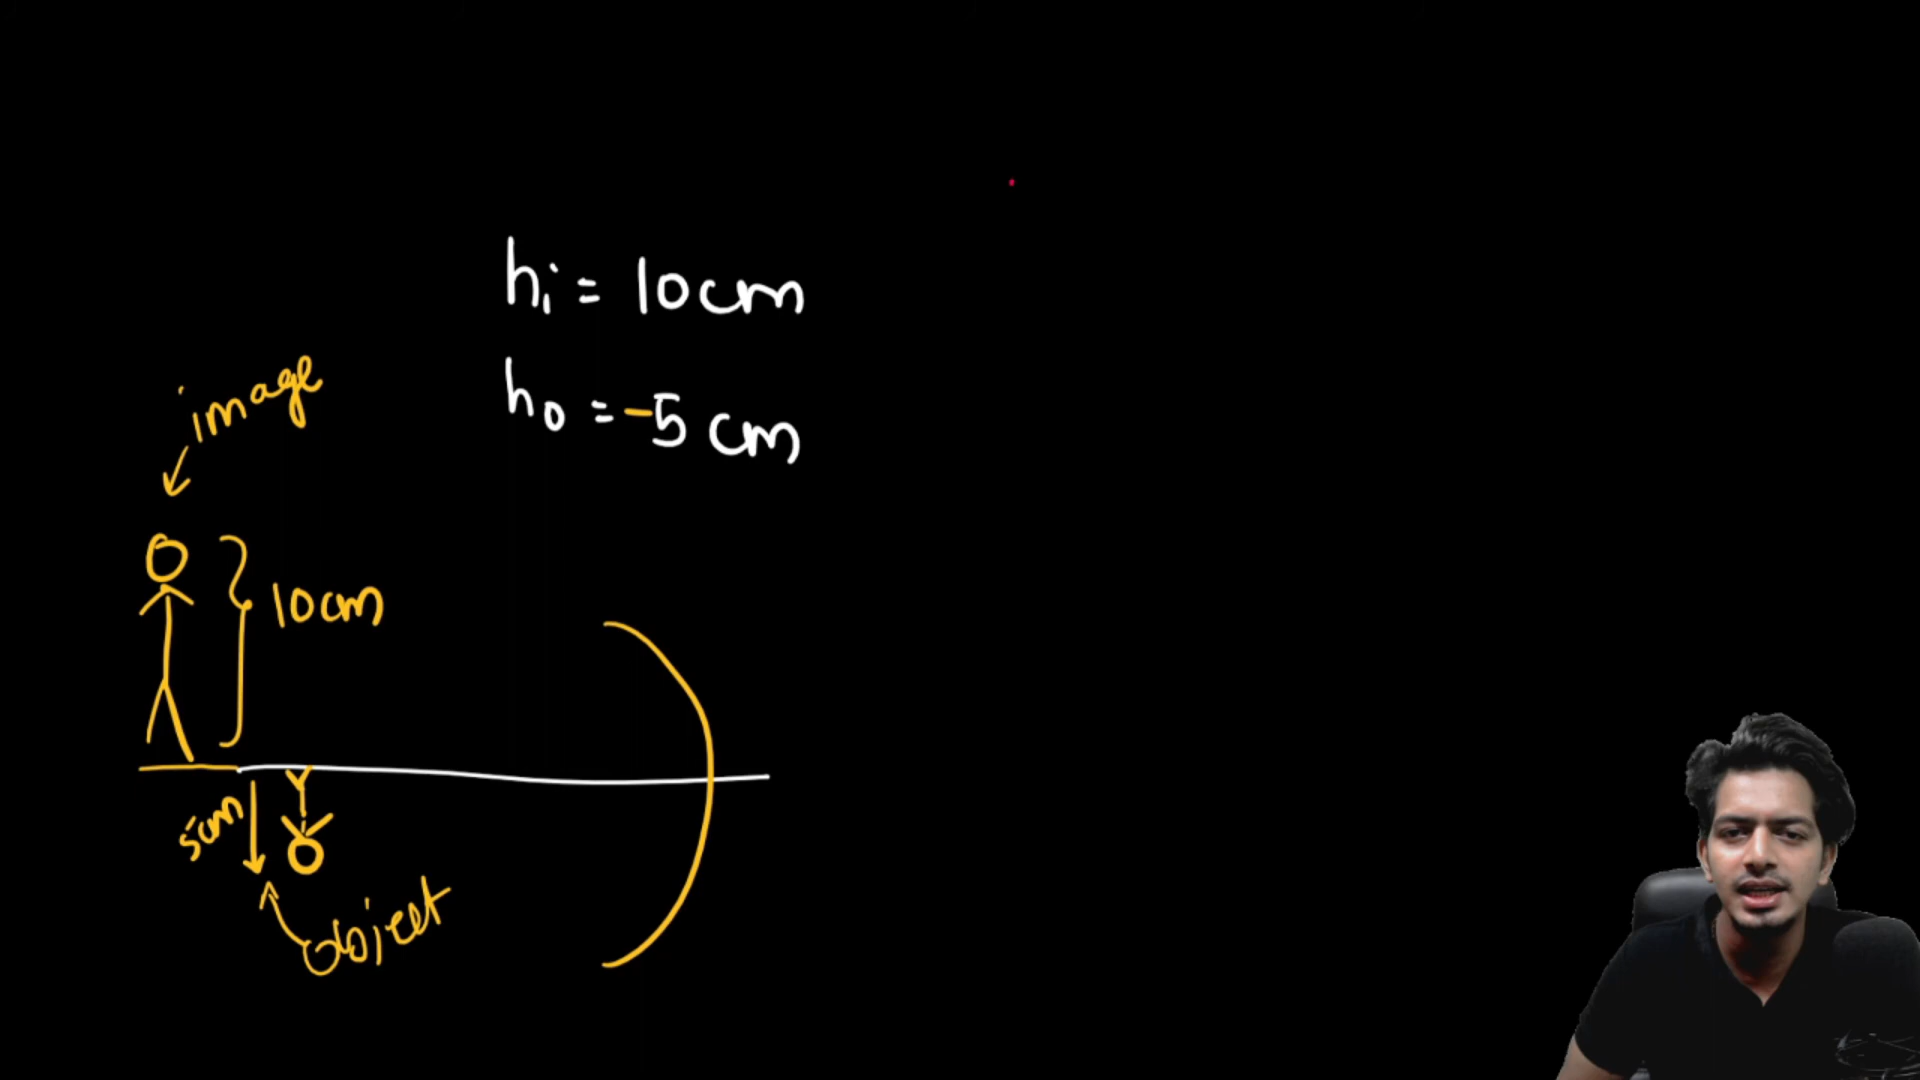 hi = 10cm
ho = -5 cm
image
10cm
5cm
object